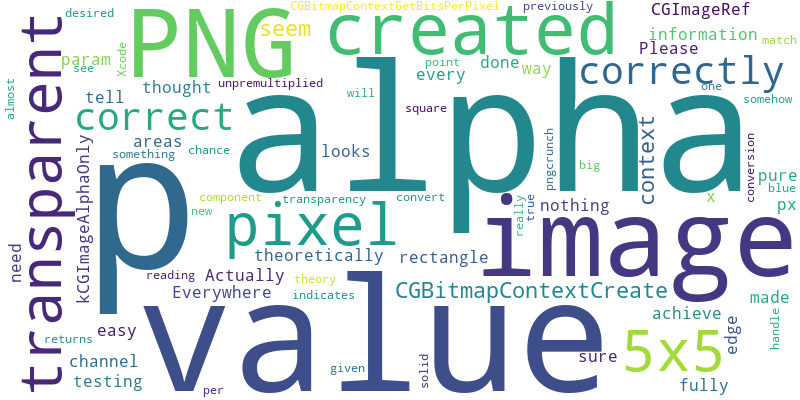 desired
PNG
CGBitmapContextGetBitsPerPixel
previously
CGImageRef
created
seem
information
match
Xcode
param
see
point
done
Please
every
way
correctly
almost
transparent
thought
unpremultiplied
will
one
somehow
tell
alpha
square
correct
areas
looks
chance
something
kCGImageAlphaOnly
p
context
pngcrunch
big
conversion
pure
blue
x
px
component
transparency
convert
new
pixel
really
true
nothing
image
need
theoretically
rectangle
reading
Actually
theory
Everywhere
indicates
CGBitmapContextCreate
made
easy
value
achieve
edge
handle
returns
channel
5x5
sure
testing
given
solid
per
fully